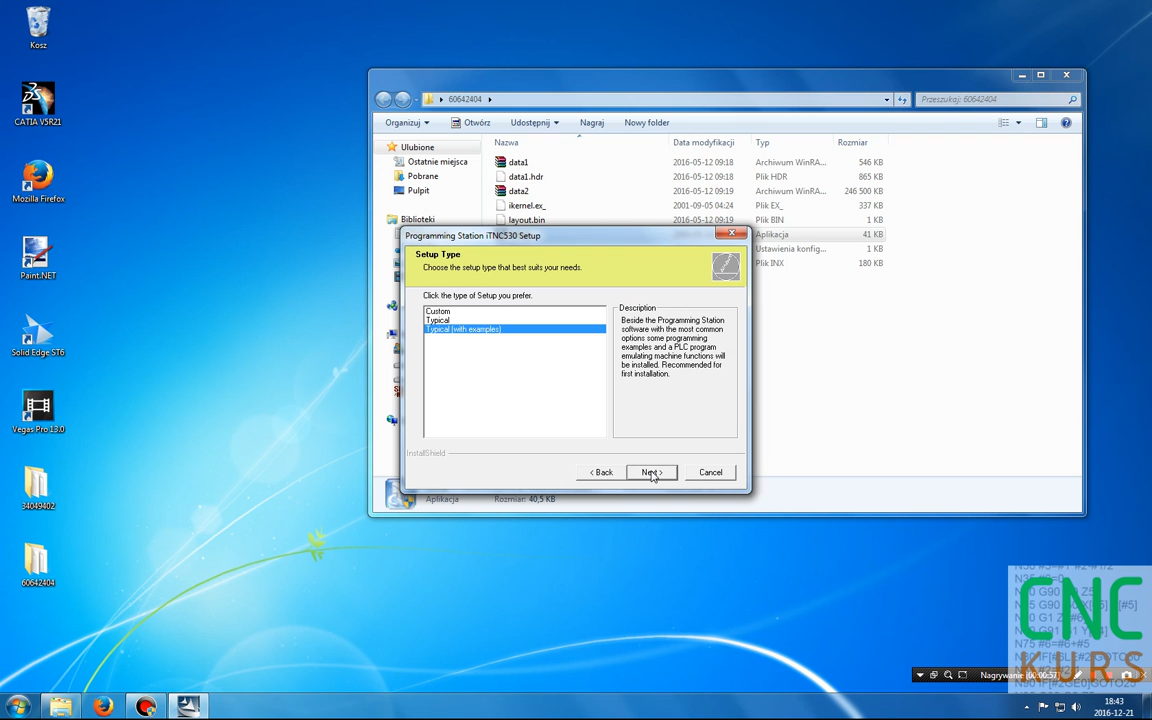 Kosz
CATIA V5R21
Mozilla Firefox
Paint.NET
Solid Edge ST6
Vegas Pro 13.0
34049402
60642404
60642404
Przeszukaj: 60642404
Organizuj
Otwórz
Udostępnij
Nagraj
Nowy folder
Ulubione
Ostatnie miejsca
Pobrane
Pulpit
Biblioteki
Nazwa Data modyfikacji Typ Rozmiar
data1 2016-05-12 09:18 Archiwum WinRA... 546 KB
data1.hdr 2016-05-12 09:18 Plik HDR 865 KB
data2 2016-05-12 09:19 Archiwum WinRA... 246 500 KB
ikernel.ex_ 2001-09-05 04:24 Plik EX_ 337 KB
layout.bin 2016-05-12 09:19 Plik BIN 1 KB
Aplikacja 41 KB
Ustawienia konfig... 1 KB
Plik INX 180 KB
Programming Station iTNC530 Setup
Setup Type
Choose the setup type that best suits your needs.
Click the type of Setup you prefer.
Custom
Typical
Typical (with examples)
Description
Beside the Programming Station
software with the most common
options some programming
examples and a PLC program
emulating machine functions will
be installed. Recommended for
first installation.
InstallShield
< Back
Next >
Cancel
Aplikacja Rozmiar: 40,5 KB
CNC
KURS
Nagrywanie 00:00:57
18:43
2016-12-21